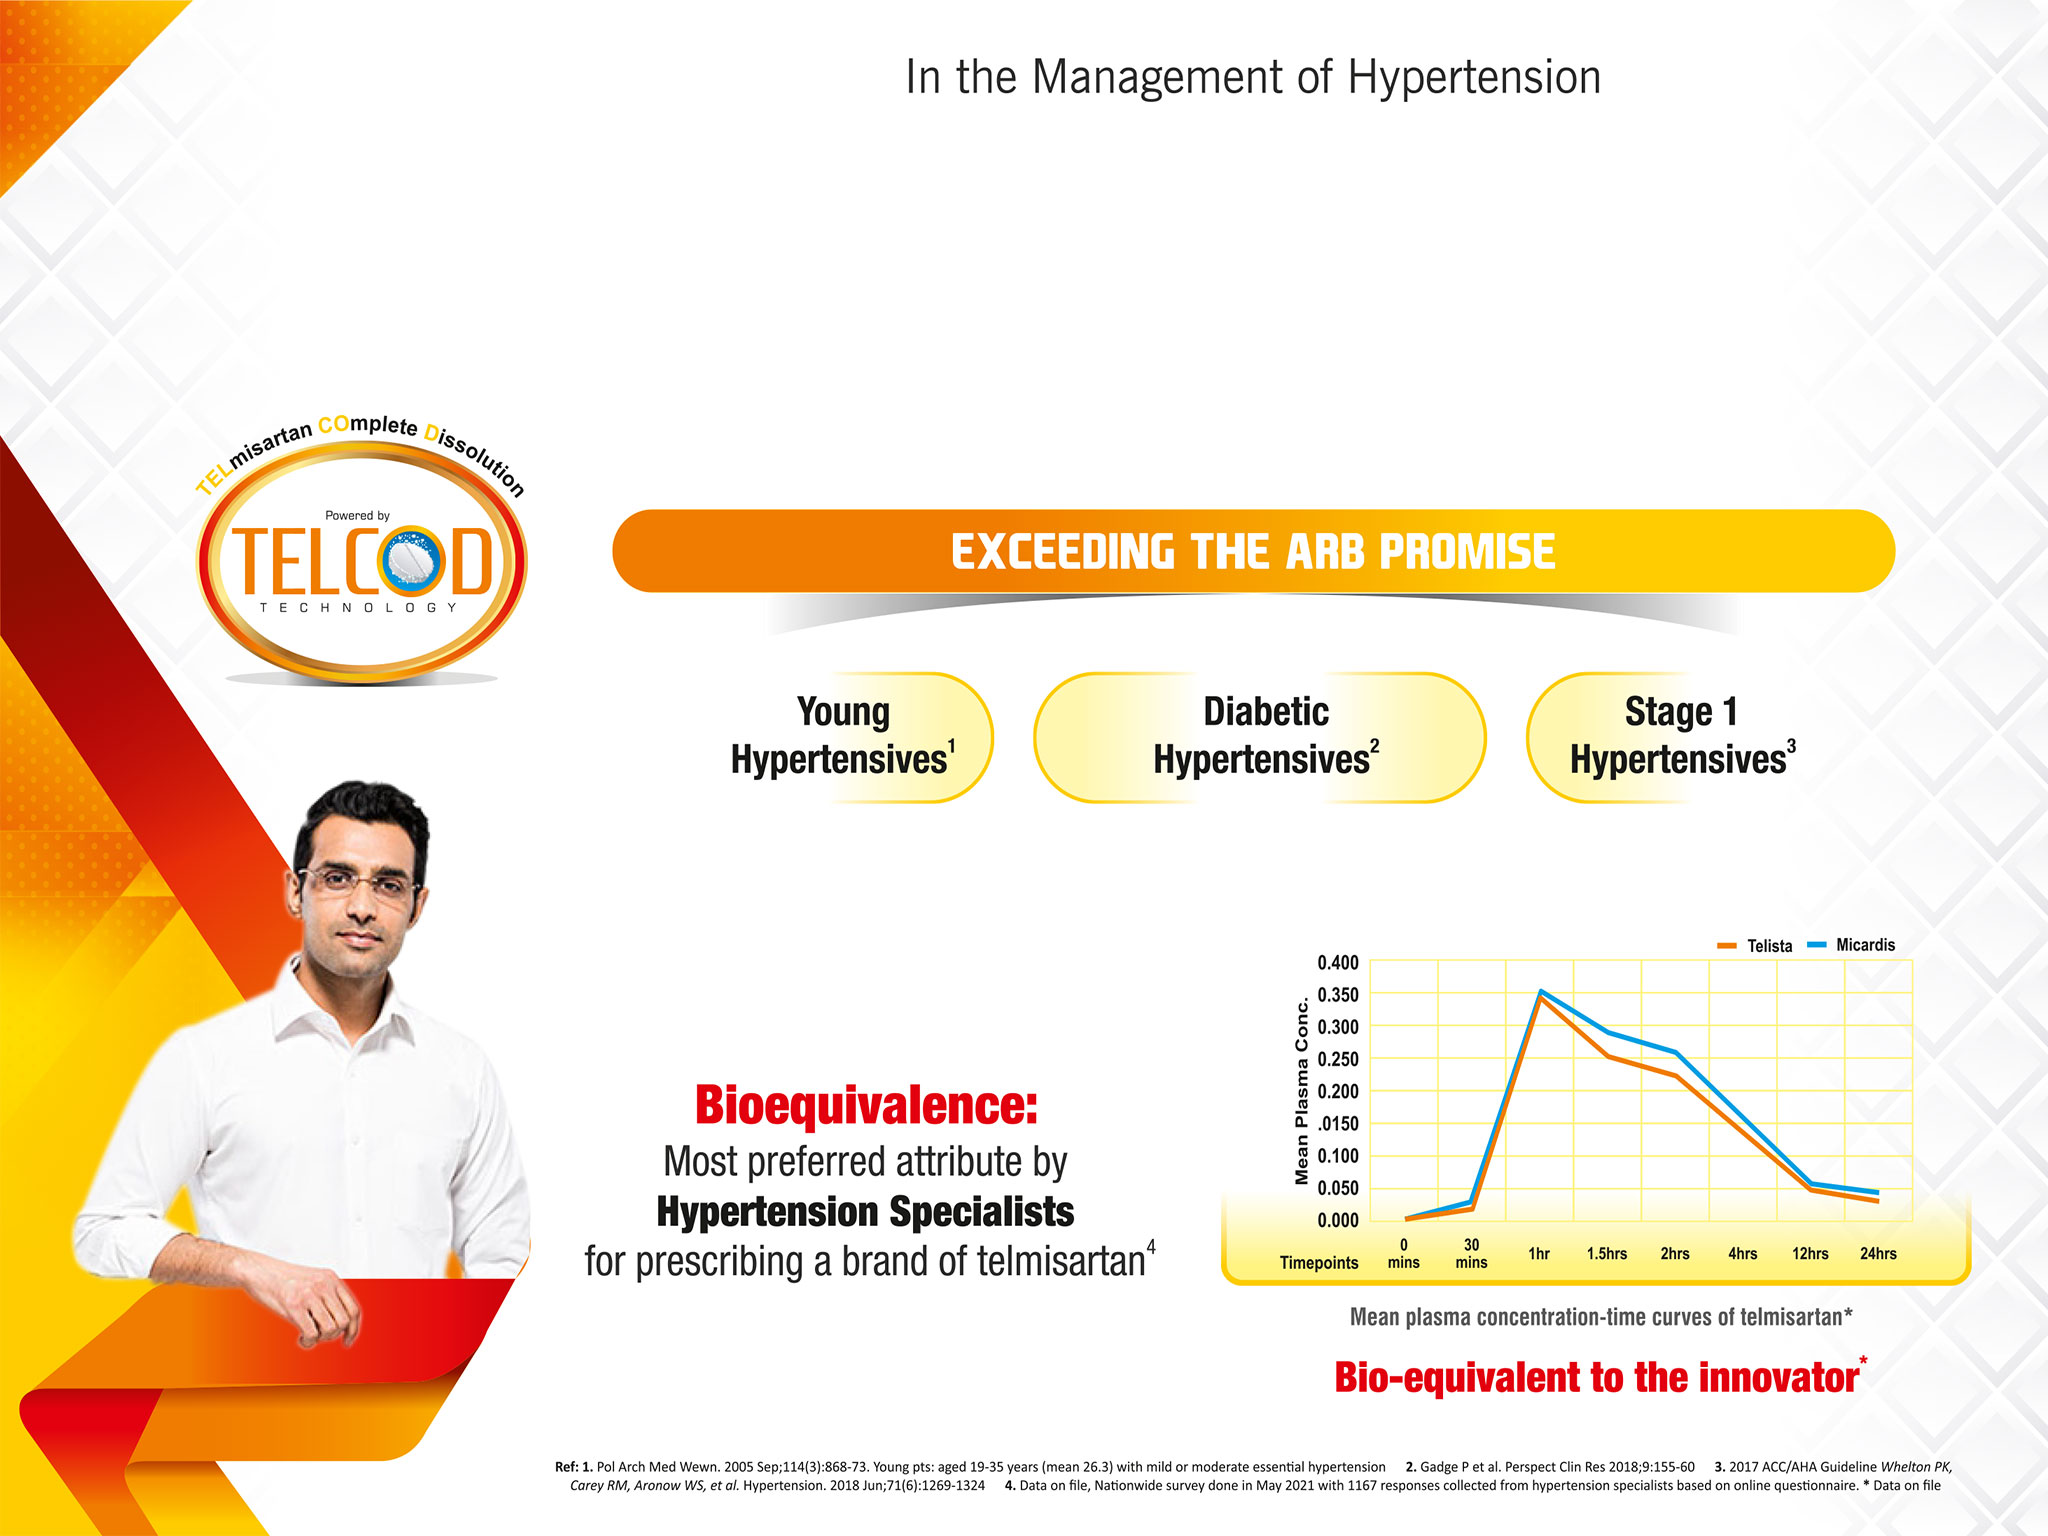 In the Management of Hypertension
TELmisartan COmplete Dissolution
Powered by
TELCOD
TECHNOLOGY
EXCEEDING THE ARB PROMISE
Young
Hypertensives1
Diabetic
Hypertensives2
Stage 1
Hypertensives3
Bioequivalence:
Most preferred attribute by
Hypertension Specialists
for prescribing a brand of telmisartan4
Telista Micardis
Mean Plasma Conc.
0.400
0.350
0.300
0.250
0.200
.0150
0.100
0.050
0.000
Timepoints 0 mins 30 mins 1hr 1.5hrs 2hrs 4hrs 12hrs 24hrs
Mean plasma concentration-time curves of telmisartan*
Bio-equivalent to the innovator*
Ref: 1. Pol Arch Med Wewn. 2005 Sep;114(3):868-73. Young pts: aged 19-35 years (mean 26.3) with mild or moderate essential hypertension 2. Gadge P et al. Perspect Clin Res 2018;9:155-60 3. 2017 ACC/AHA Guideline Whelton PK,
Carey RM, Aronow WS, et al. Hypertension. 2018 Jun;71(6):1269-1324 4. Data on file, Nationwide survey done in May 2021 with 1167 responses collected from hypertension specialists based on online questionnaire. * Data on file